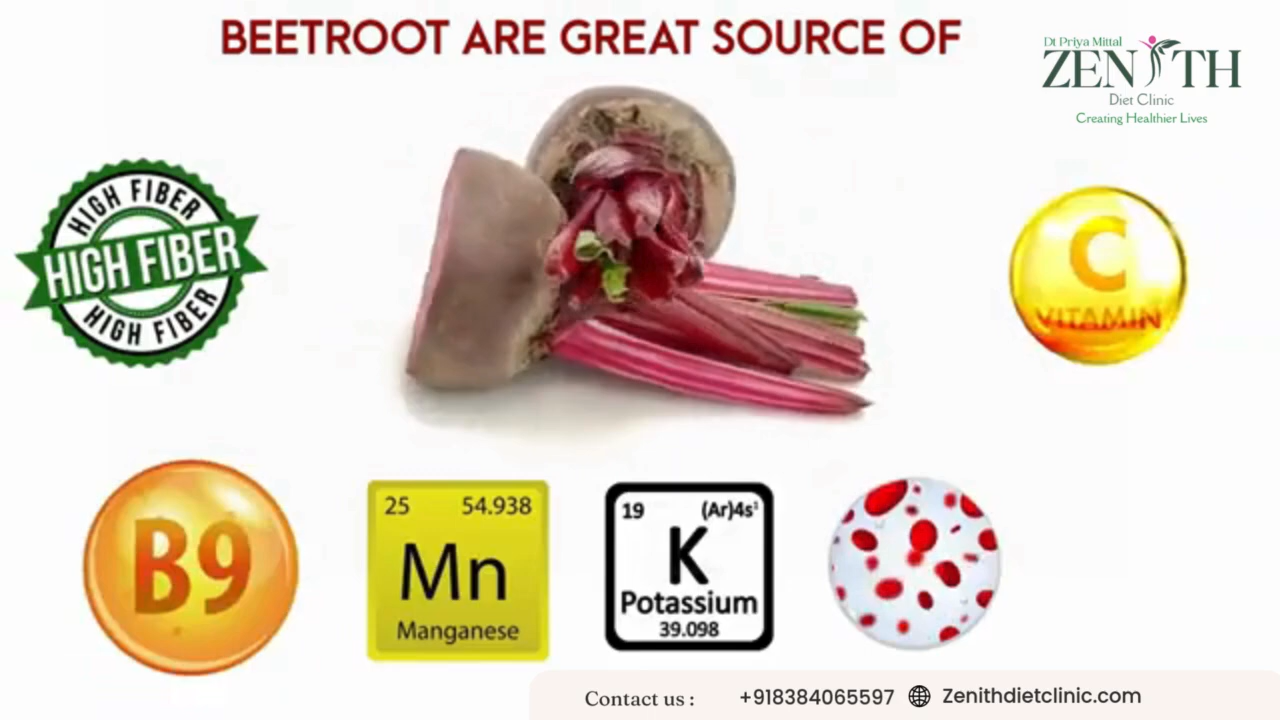 BEETROOT ARE GREAT SOURCE OF
Dt Priya Mittal
ZENITH
Diet Clinic
Creating Healthier Lives
HIGH FIBER
HIGH FIBER
HIGH FIBER
C
VITAMIN
B9
25 54.938
Mn
Manganese
19 (Ar)4s¹
K
Potassium
39.098
Contact us : +918384065597 Zenithdietclinic.com